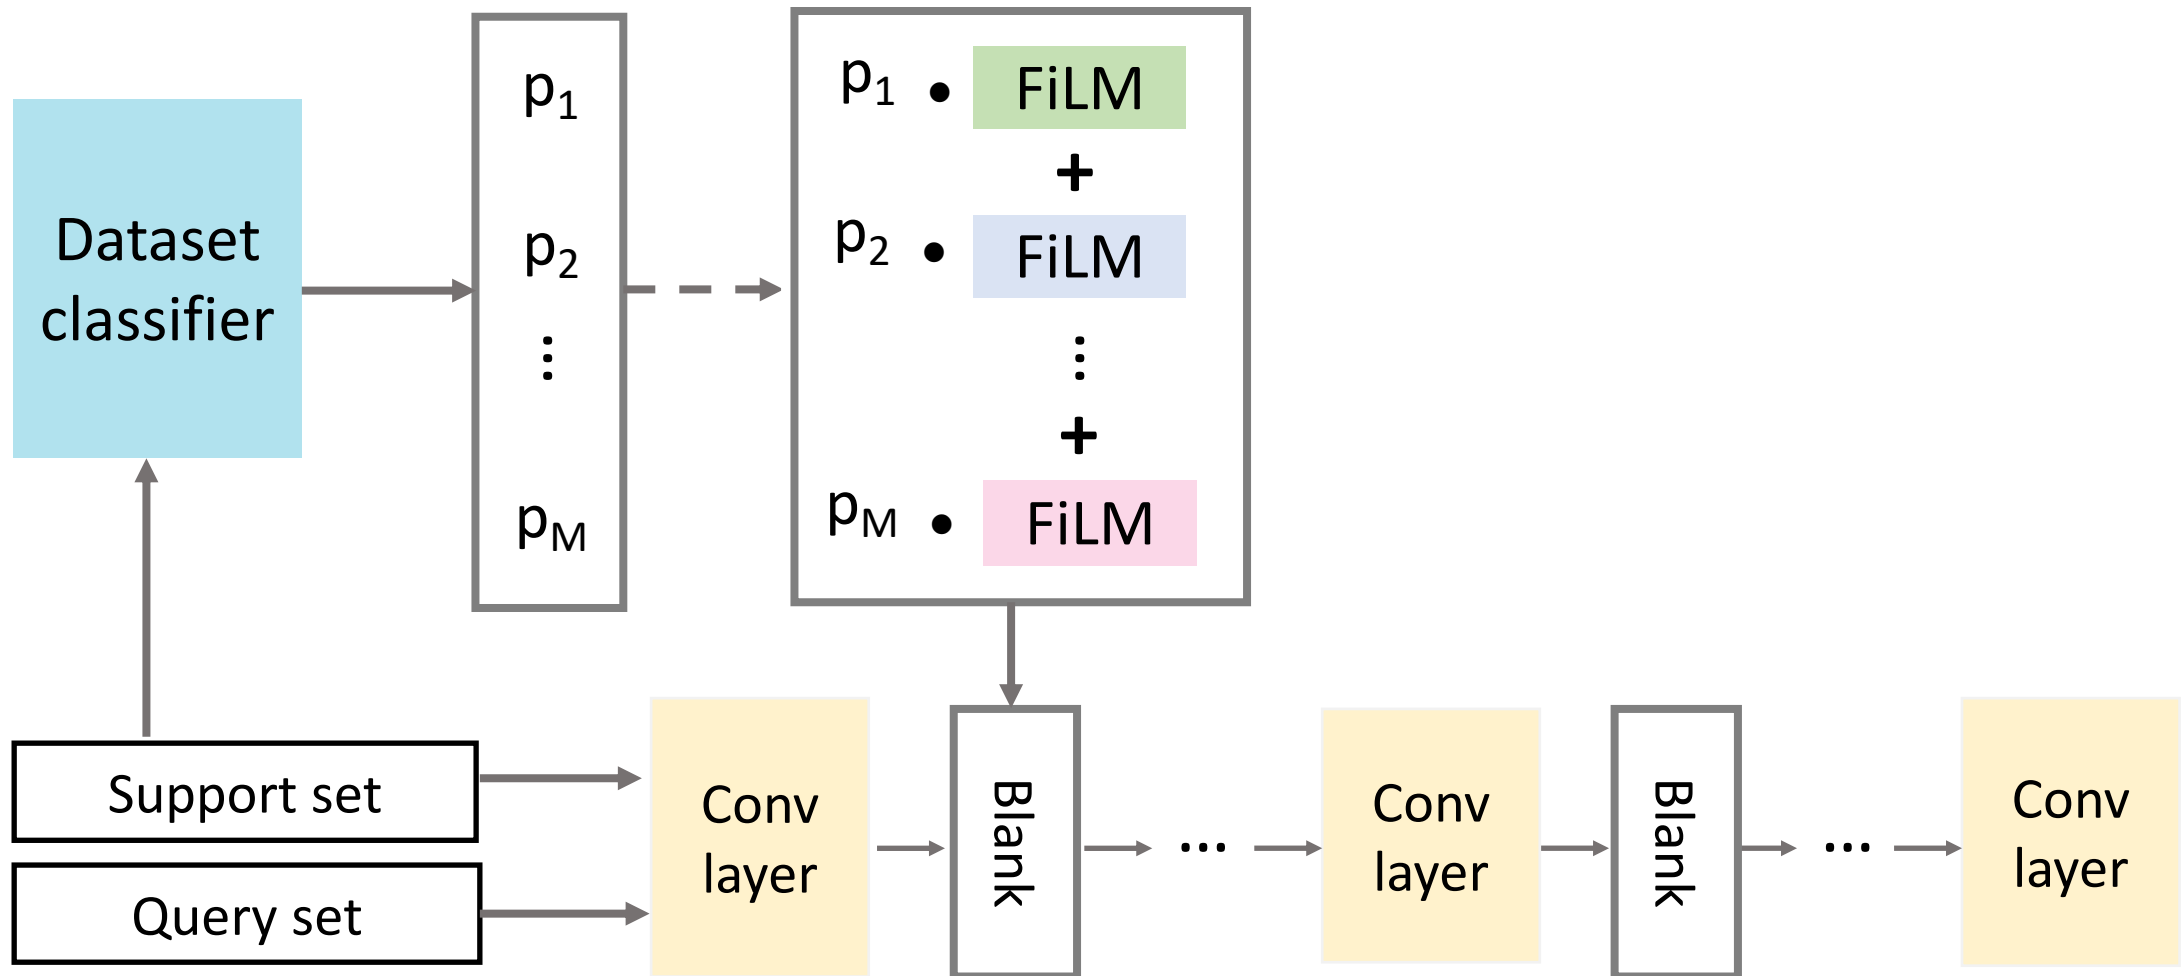 Dataset
classifier
p1
p2
⋮
pM
p1 • FiLM
+
p2 • FiLM
⋮
+
pM • FiLM
Support set
Query set
Conv
layer
Blank
...
Conv
layer
Blank
...
Conv
layer